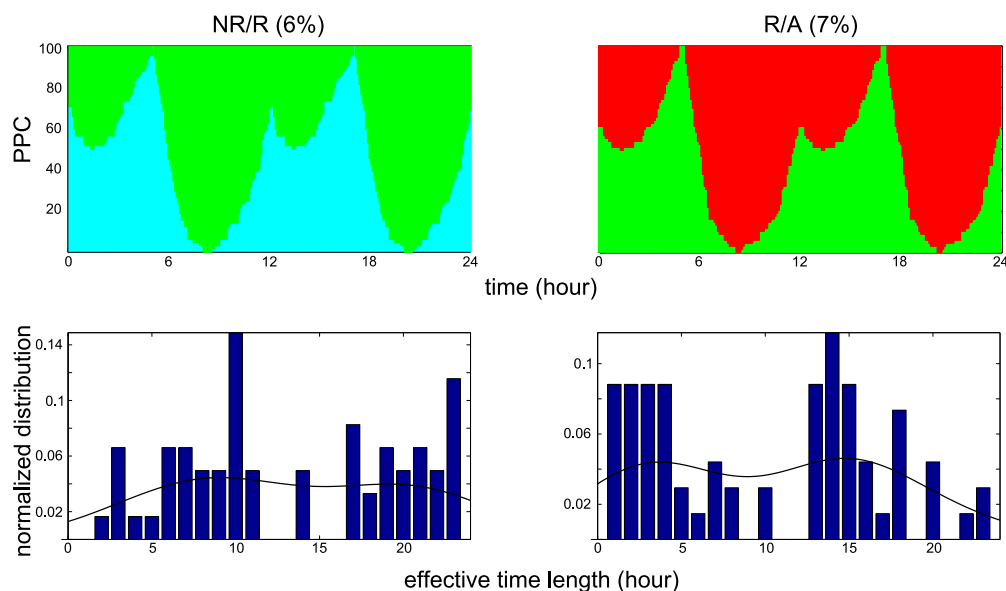 NR/R (6%)
R/A (7%)
100
80
60
40
20
PPC
0 6 12 18 24
0 6 12 18 24
time (hour)
0.14
0.1
0.06
0.02
normalized distribution
0 5 10 15 20
0.1
0.06
0.02
0 5 10 15 20
effective time length (hour)